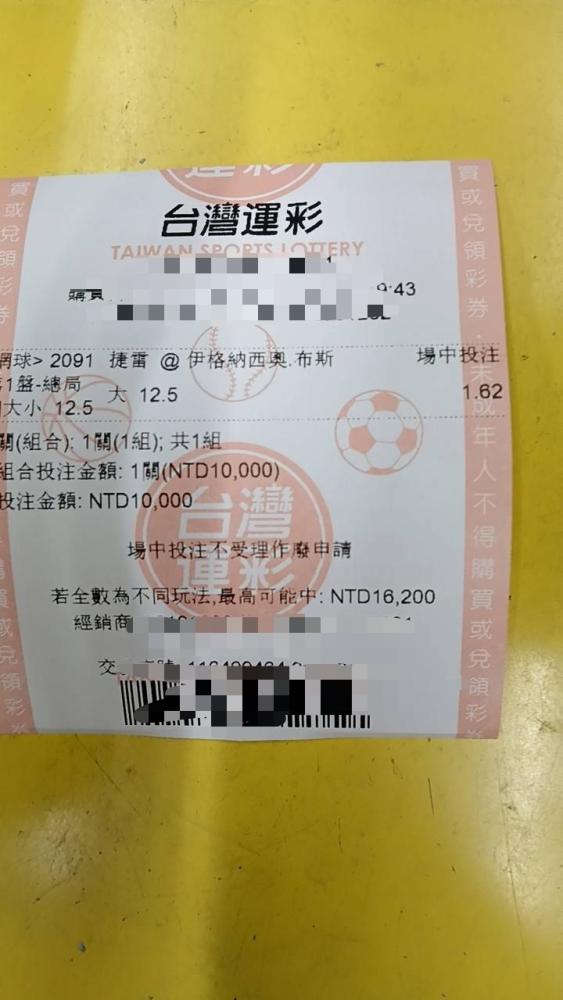 台灣運彩
TAIWAN SPORTS LOTTERY
購買 9:43
網球> 2091 捷雷 @ 伊格納西奧.布斯 場中投注
1盤-總局
大小 12.5 大 12.5 1.62
關(組合): 1關(1組); 共1組
組合投注金額: 1關(NTD10,000)
投注金額: NTD10,000
場中投注不受理作廢申請
若全數為不同玩法,最高可能中: NTD16,200
經銷商
交
買或兌領彩券
買或兌領彩券.未成年人不得購買或兌領彩券
台灣運彩